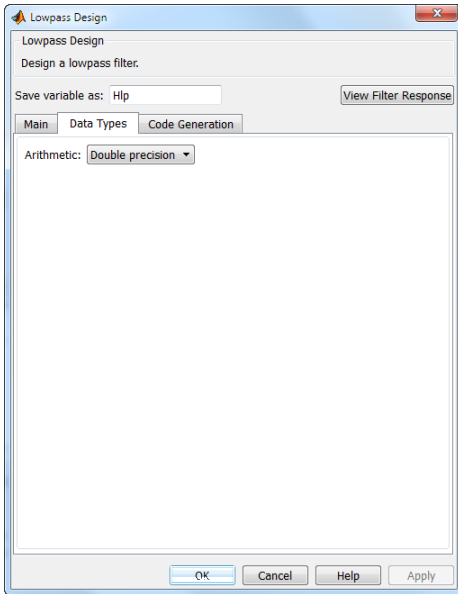 Lowpass Design
Lowpass Design
Design a lowpass filter.
Save variable as: Hlp View Filter Response
Main Data Types Code Generation
Arithmetic: Double precision
OK Cancel Help Apply